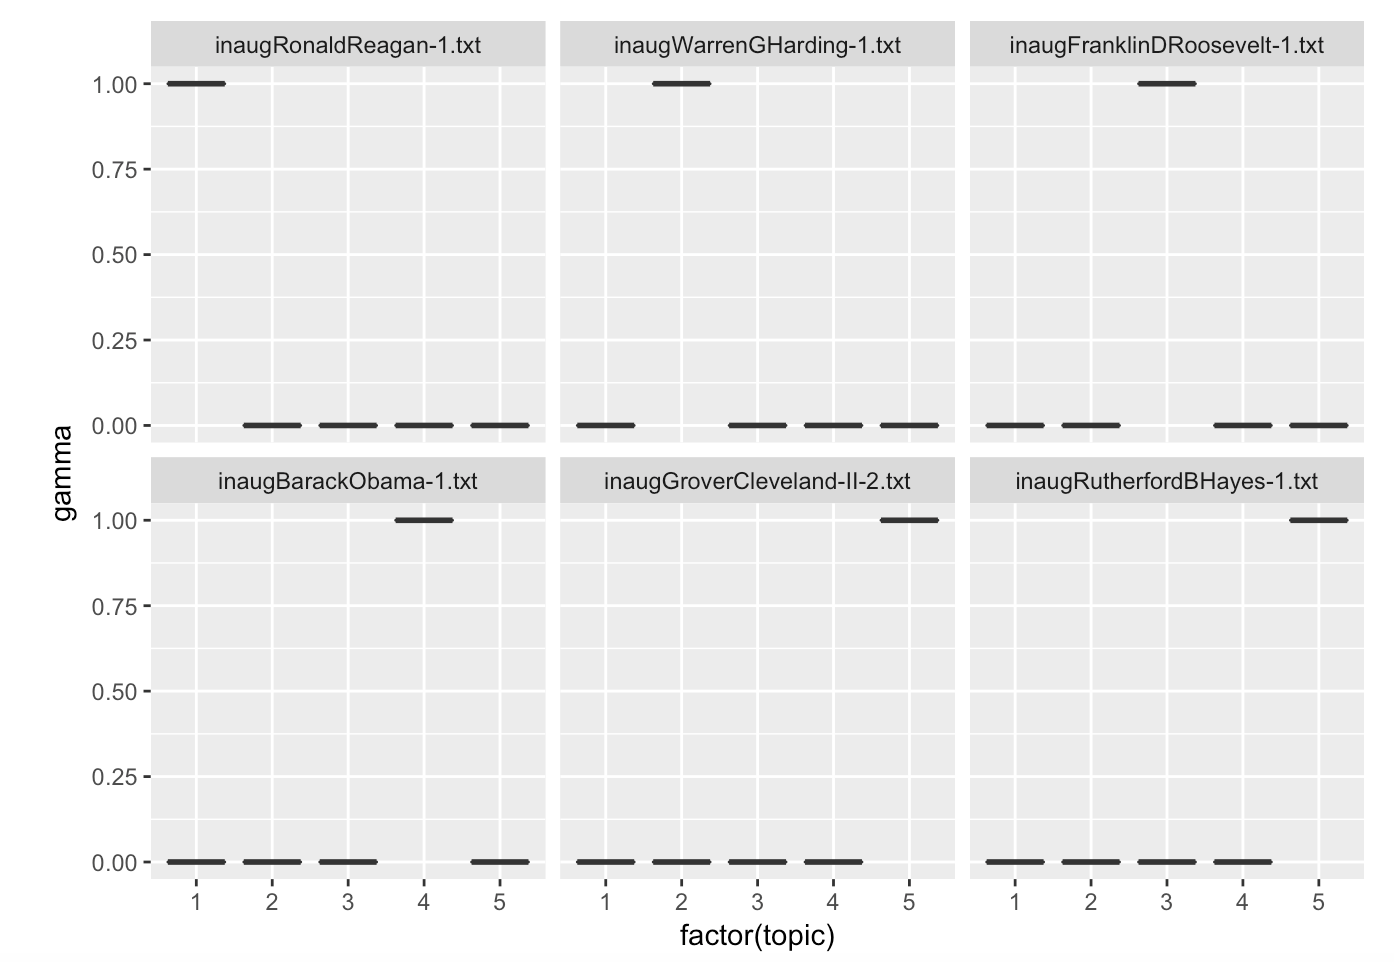 inaugRonaldReagan-1.txt inaugWarrenGHarding-1.txt inaugFranklinDRoosevelt-1.txt
1.00
0.75
0.50
0.25
0.00
gamma
inaugBarackObama-1.txt inaugGroverCleveland-II-2.txt inaugRutherfordBHayes-1.txt
1.00
0.75
0.50
0.25
0.00
1 2 3 4 5 1 2 3 4 5 1 2 3 4 5
factor(topic)